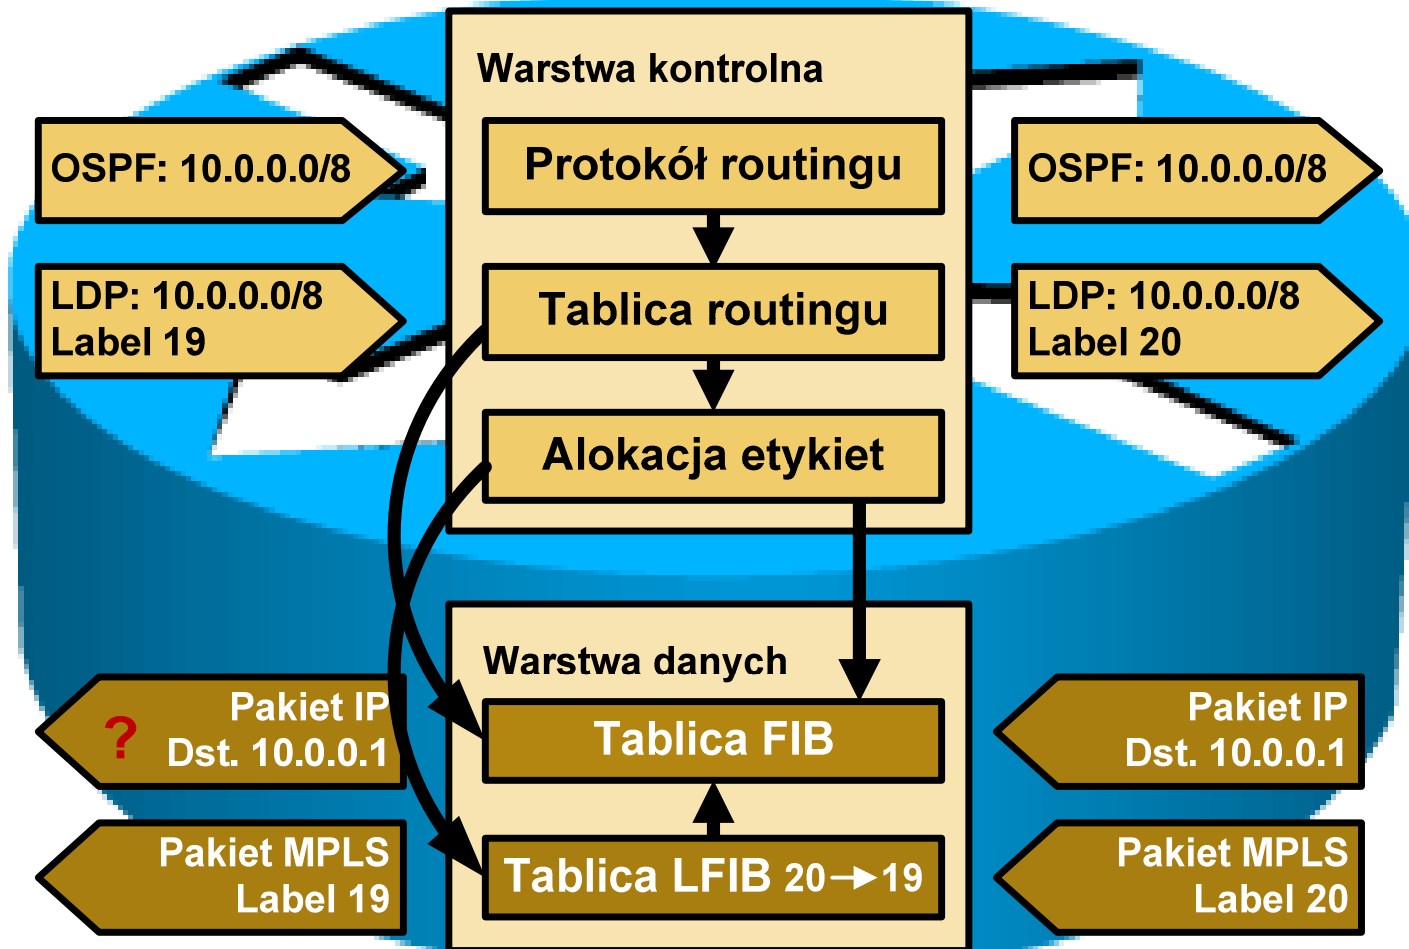 Warstwa kontrolna
OSPF: 10.0.0.0/8
Protokół routingu
OSPF: 10.0.0.0/8
LDP: 10.0.0.0/8
Label 19
Tablica routingu
LDP: 10.0.0.0/8
Label 20
Alokacja etykiet
Warstwa danych
Pakiet IP
? Dst. 10.0.0.1
Tablica FIB
Pakiet IP
Dst. 10.0.0.1
Pakiet MPLS
Label 19
Tablica LFIB 20→19
Pakiet MPLS
Label 20